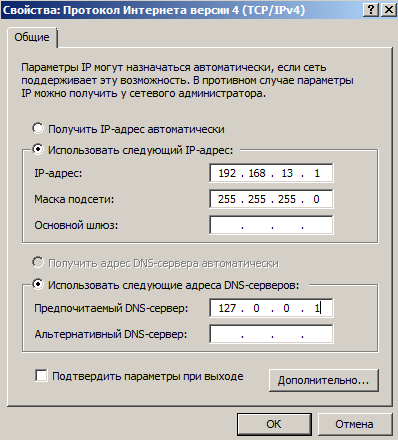 Свойства: Протокол Интернета версии 4 (TCP/IPv4)
Общие
Параметры IP могут назначаться автоматически, если сеть
поддерживает эту возможность. В противном случае параметры
IP можно получить у сетевого администратора.
Получить IP-адрес автоматически
Использовать следующий IP-адрес:
IP-адрес: 192 . 168 . 13 . 1
Маска подсети: 255 . 255 . 255 . 0
Основной шлюз: . . .
Получить адрес DNS-сервера автоматически
Использовать следующие адреса DNS-серверов:
Предпочитаемый DNS-сервер: 127 . 0 . 0 . 1
Альтернативный DNS-сервер: . . .
Подтвердить параметры при выходе
Дополнительно...
ОК Отмена